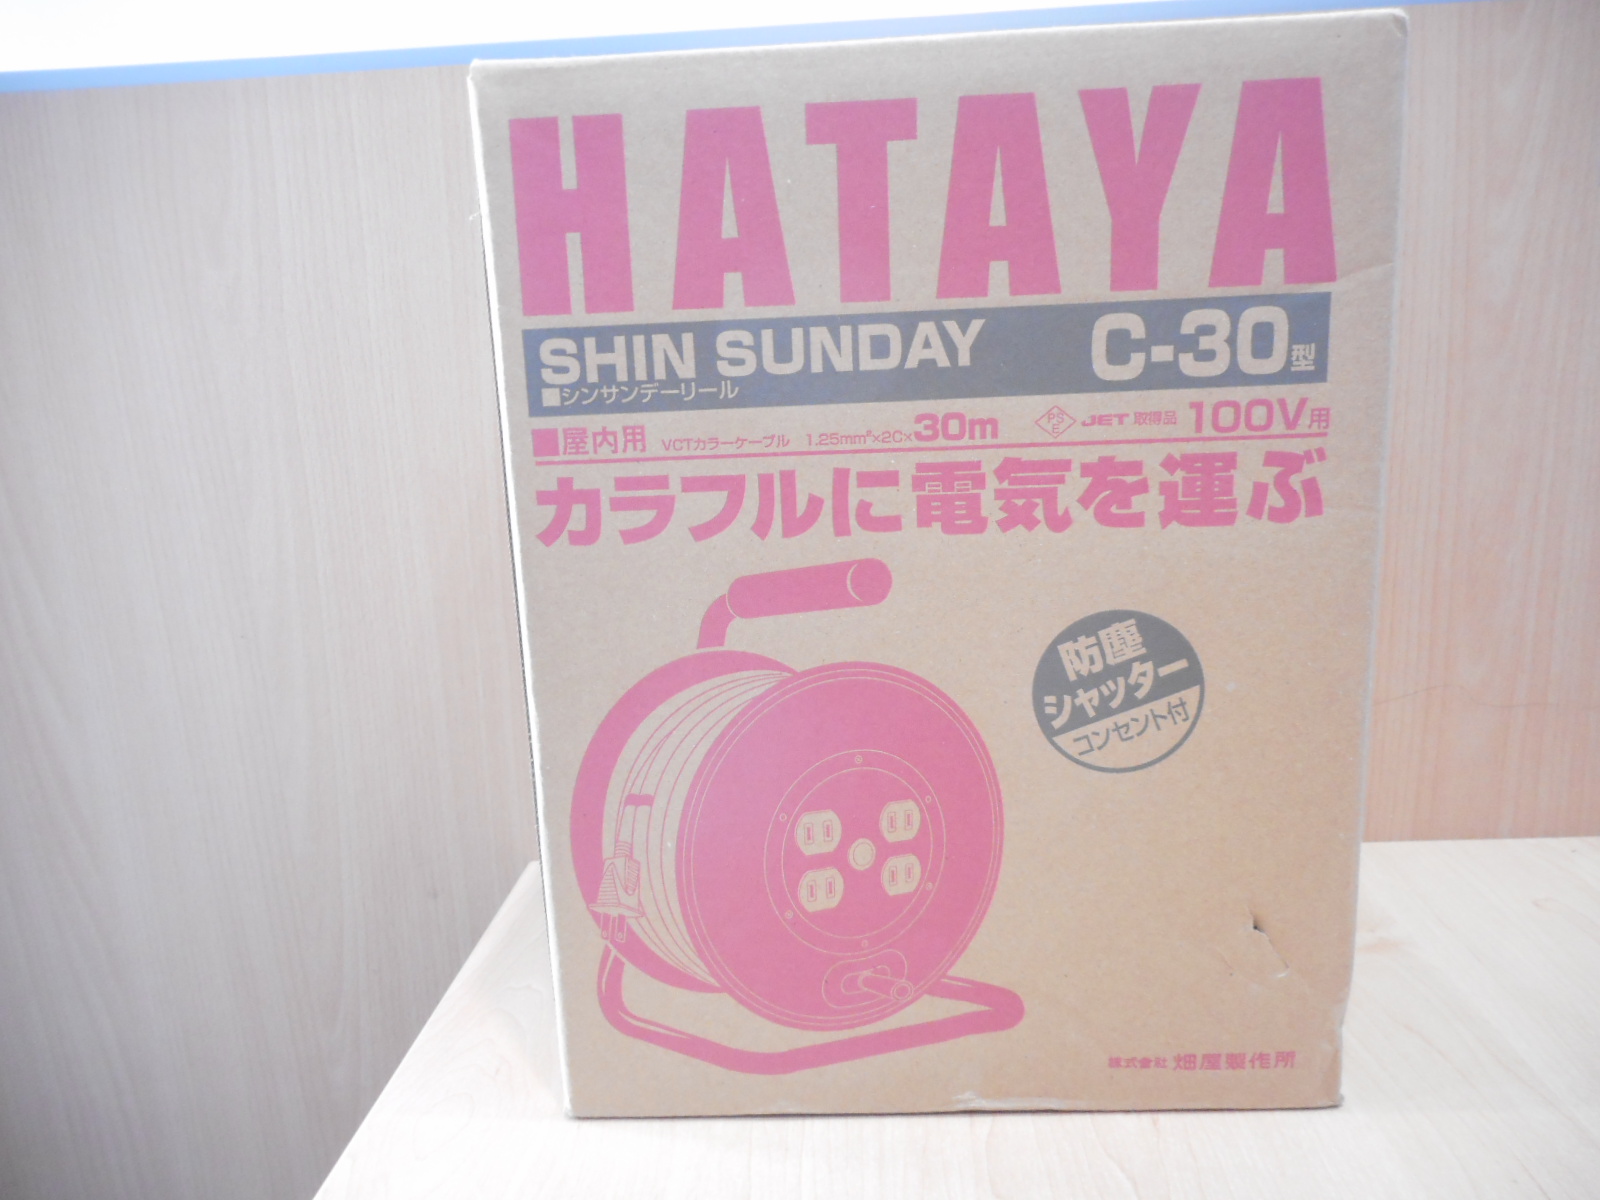 HATAYA
SHIN SUNDAY C-30型
■シンサンデーリール
■屋内用 VCTカラーケーブル 1.25mm²×2C×30m PSE JET 取得品 100V用
カラフルに電気を運ぶ
防塵
シャッター
コンセント付
株式会社 畑屋製作所